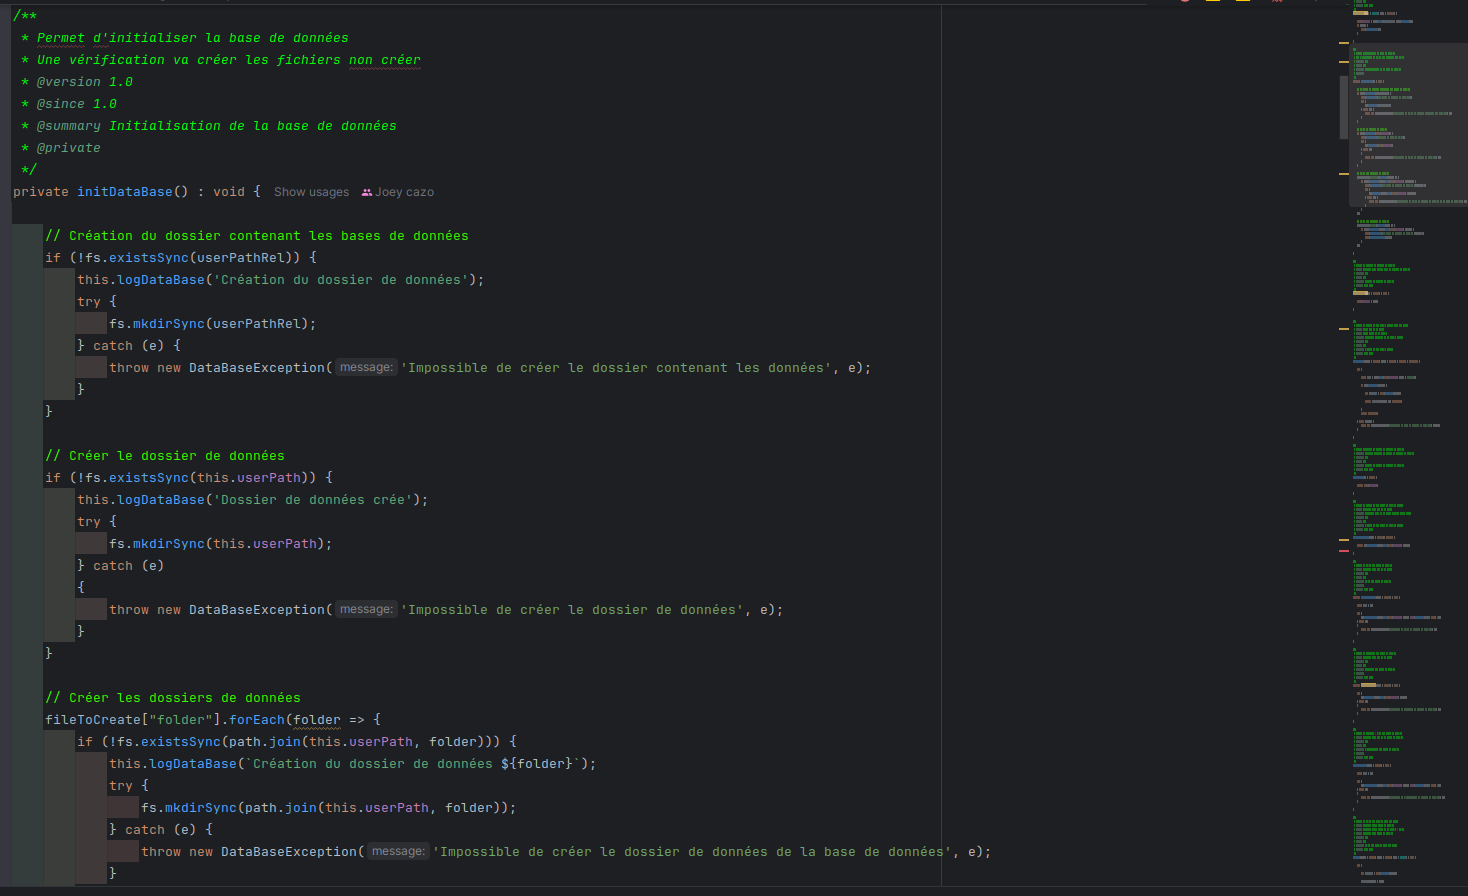 /**
 * Permet d'initialiser la base de données
 * Une vérification va créer les fichiers non créer
 * @version 1.0
 * @since 1.0
 * @summary Initialisation de la base de données
 * @private
 */
private initDataBase() : void {  Show usages  Joey cazo
// Création du dossier contenant les bases de données
if (!fs.existsSync(userPathRel)) {
this.logDataBase('Création du dossier de données');
try {
fs.mkdirSync(userPathRel);
} catch (e) {
throw new DataBaseException( message: 'Impossible de créer le dossier contenant les données', e);
}
}
// Créer le dossier de données
if (!fs.existsSync(this.userPath)) {
this.logDataBase('Dossier de données crée');
try {
fs.mkdirSync(this.userPath);
} catch (e)
{
throw new DataBaseException( message: 'Impossible de créer le dossier de données', e);
}
}
// Créer les dossiers de données
fileToCreate["folder"].forEach(folder => {
if (!fs.existsSync(path.join(this.userPath, folder))) {
this.logDataBase(`Création du dossier de données ${folder}`);
try {
fs.mkdirSync(path.join(this.userPath, folder));
} catch (e) {
throw new DataBaseException( message: 'Impossible de créer le dossier de données de la base de données', e);
}